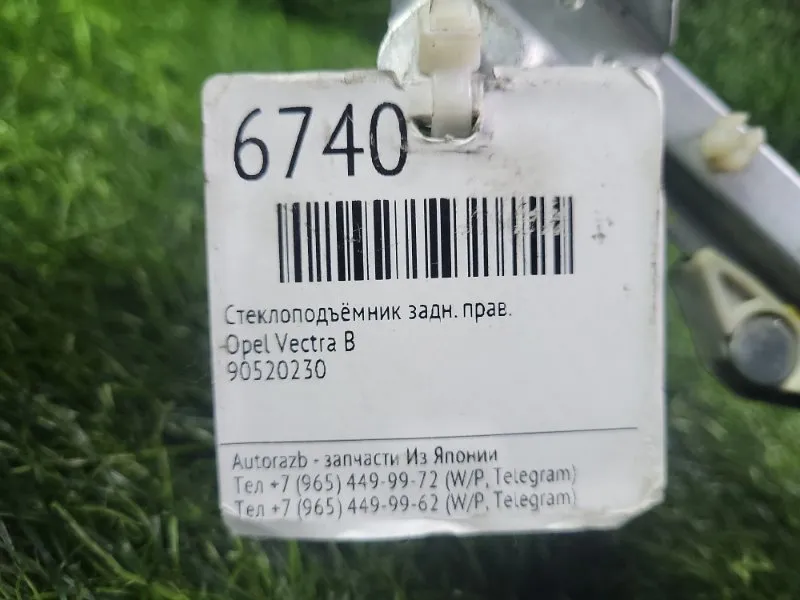 6740
Стеклоподъёмник задн. прав.
Opel Vectra B
90520230
Autorazb - запчасти Из Японии
Тел +7 (965) 449-99-72 (W/P, Telegram)
Тел +7 (965) 449-99-62 (W/P, Telegram)